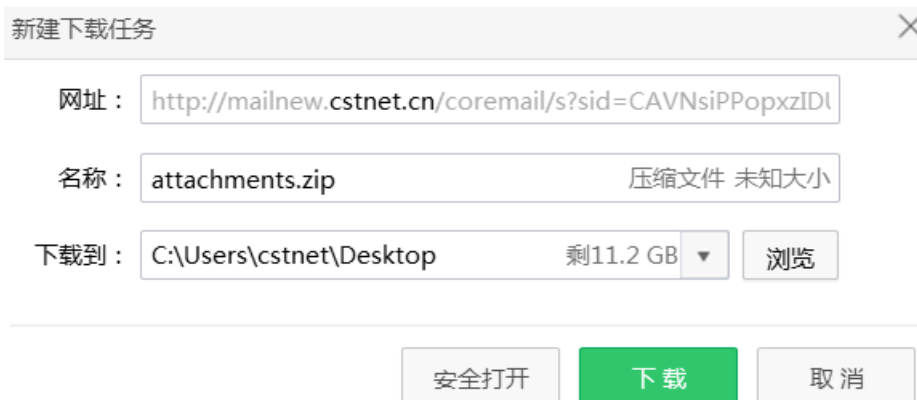 新建下载任务
网址：http://mailnew.cstnet.cn/coremail/s?sid=CAVNsiPPopxzIDU
名称：attachments.zip 压缩文件 未知大小
下载到：C:\Users\cstnet\Desktop 剩11.2 GB 浏览
安全打开 下载 取消